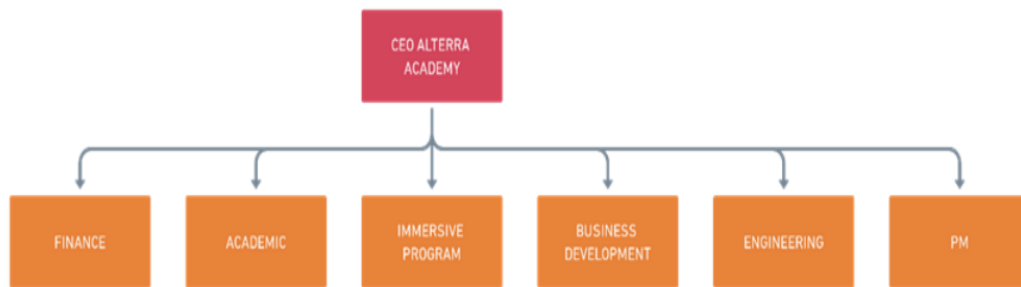 CEO ALTERRA
ACADEMY
FINANCE
ACADEMIC
IMMERSIVE
PROGRAM
BUSINESS
DEVELOPMENT
ENGINEERING
PM